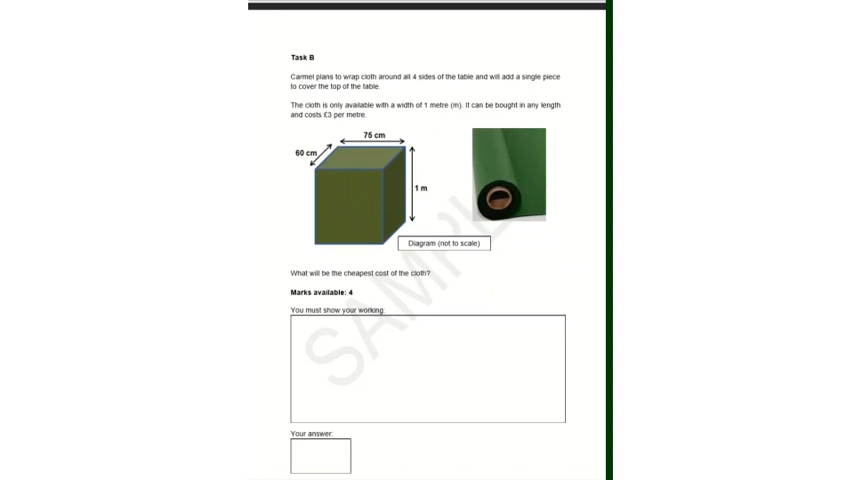 Task B
Carmel plans to wrap cloth around all 4 sides of the table and will add a single piece
to cover the top of the table.
The cloth is only available with a width of 1 metre (m). It can be bought in any length
and costs £3 per metre.
75 cm
60 cm
1 m
Diagram (not to scale)
What will be the cheapest cost of the cloth?
Marks available: 4
You must show your working:
SAMPLE
Your answer: